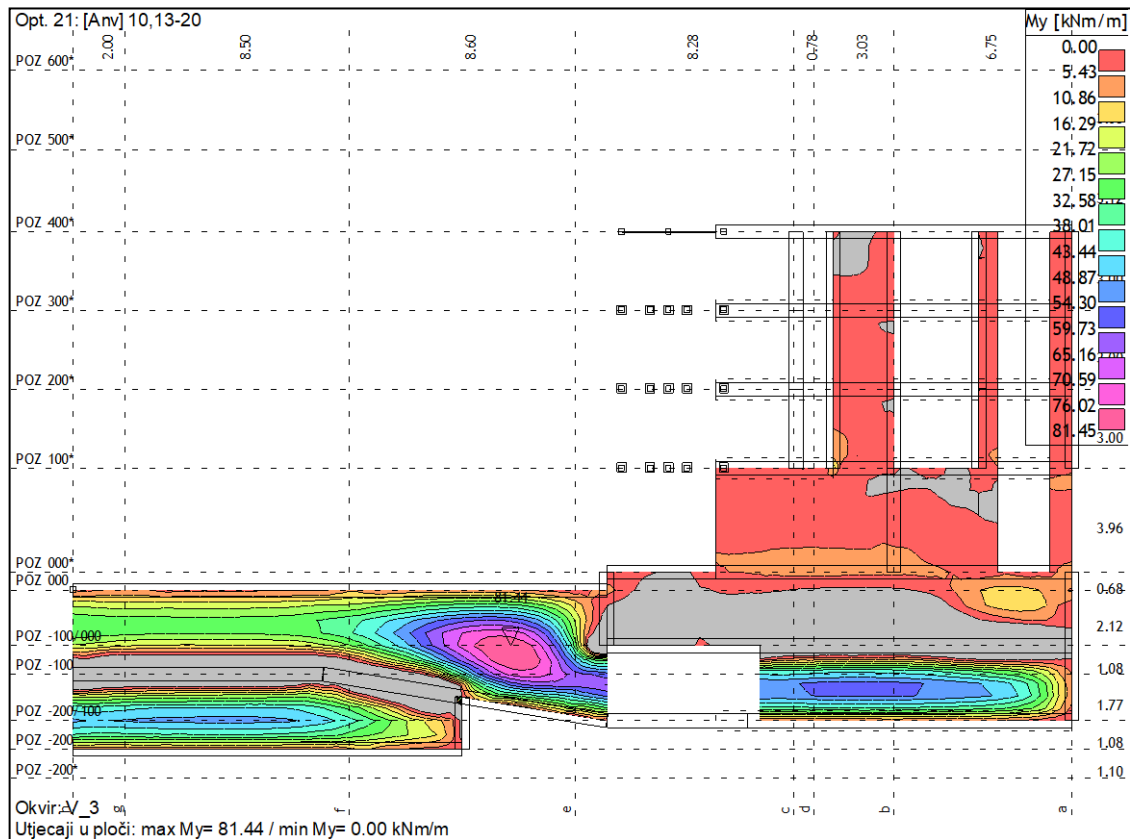 Opt. 21: [Anv] 10,13-20
My [kNm/m]
2.00
8.50
8.60
8.28
0.78
3.03
6.75
0.00
5.43
10.86
16.29
21.72
27.15
32.58
38.01
43.44
48.87
54.30
59.73
65.16
70.59
76.02
81.45
POZ 600*
POZ 500*
POZ 400*
POZ 300*
POZ 200*
POZ 100*
3.00
3.96
POZ 000*
POZ 000
0.68
81.44
POZ -100/000
2.12
POZ -100
1.08
POZ -200/-100
1.77
POZ -200
1.08
POZ -200*
1.10
g
f
e
c
d
b
a
Okvir: V_3
Utjecaji u ploči: max My= 81.44 / min My= 0.00 kNm/m